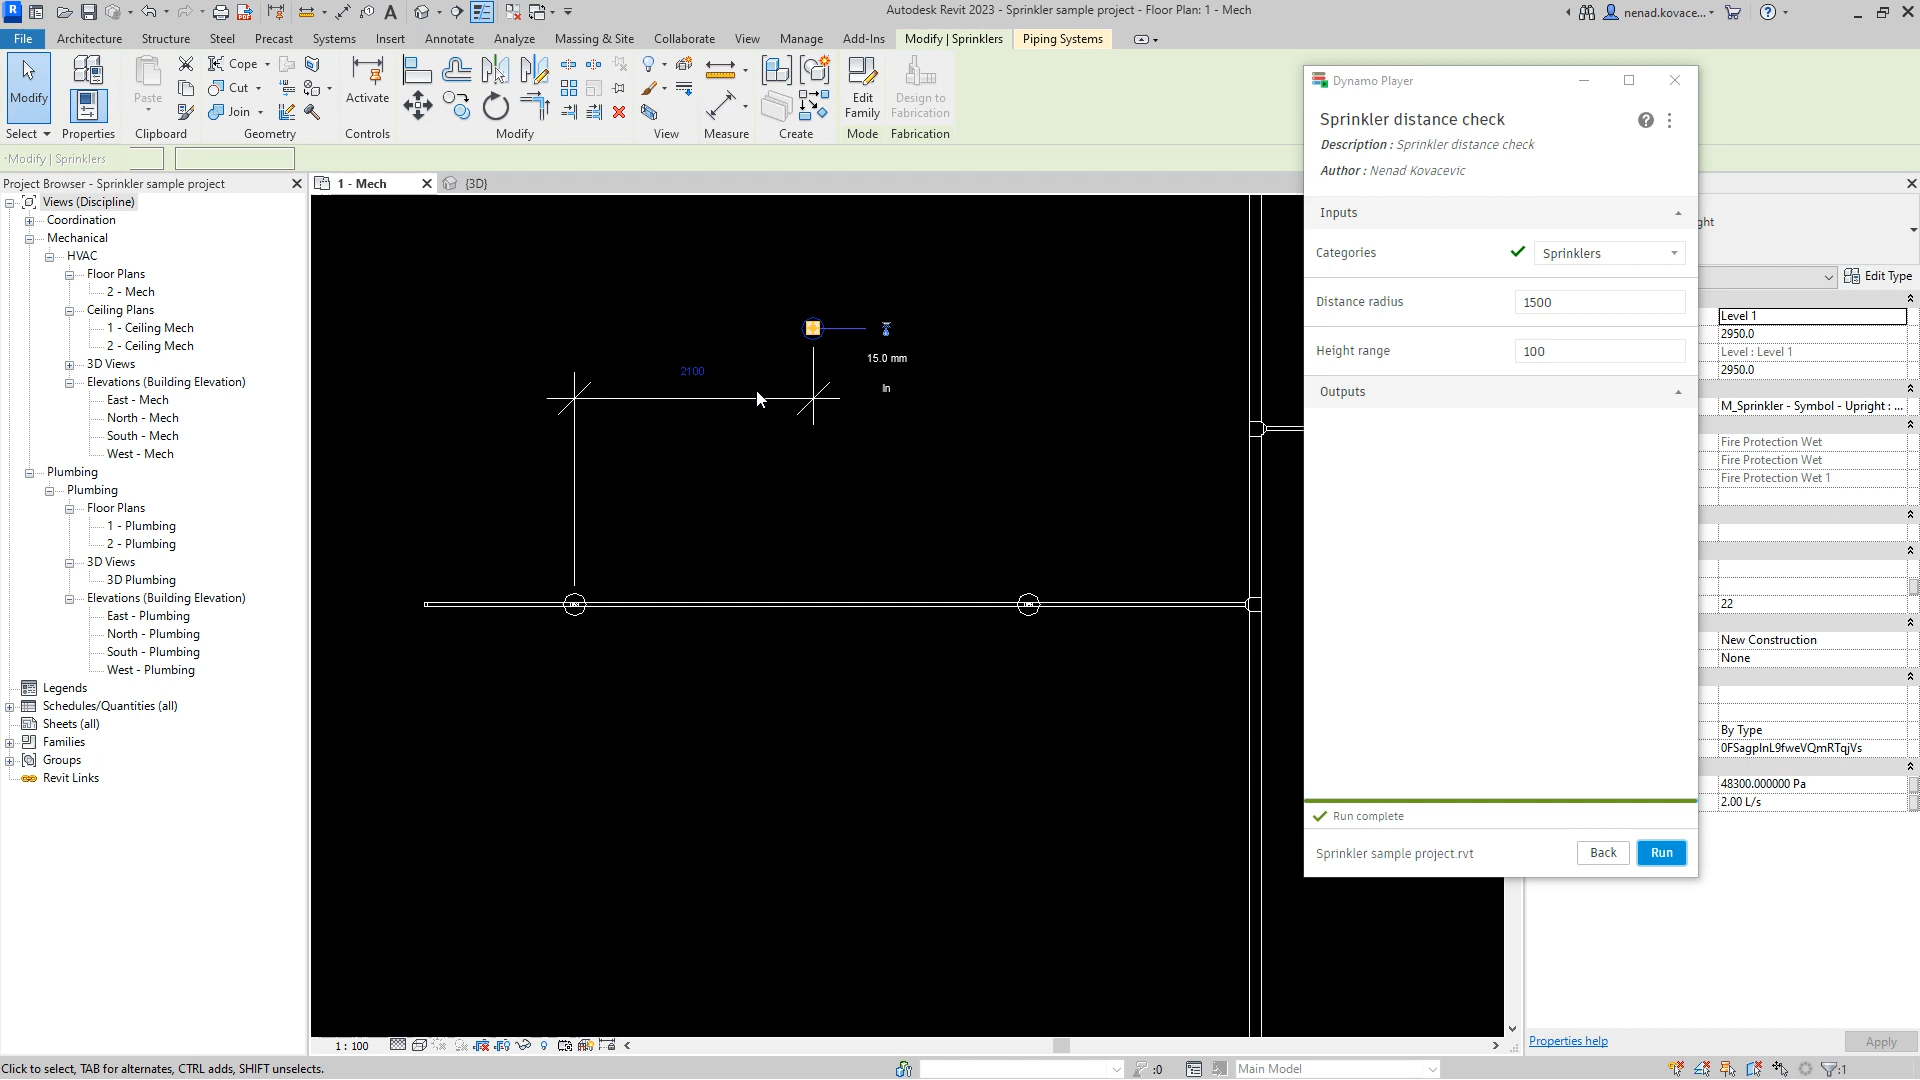 Autodesk Revit 2023 - Sprinkler sample project - Floor Plan: 1 - Mech
nenad.kovace...
File Architecture Structure Steel Precast Systems Insert Annotate Analyze Massing & Site Collaborate View Manage Add-Ins Modify | Sprinklers Piping Systems
Modify
Paste
Cope
Cut
Join
Activate
Edit
Family
Design to
Fabrication
Select Properties Clipboard Geometry Controls Modify View Measure Create Mode Fabrication
Modify | Sprinklers
Project Browser - Sprinkler sample project
1 - Mech
{3D}
Views (Discipline)
Coordination
Mechanical
HVAC
Floor Plans
2 - Mech
Ceiling Plans
1 - Ceiling Mech
2 - Ceiling Mech
3D Views
Elevations (Building Elevation)
East - Mech
North - Mech
South - Mech
West - Mech
Plumbing
Plumbing
Floor Plans
1 - Plumbing
2 - Plumbing
3D Views
3D Plumbing
Elevations (Building Elevation)
East - Plumbing
North - Plumbing
South - Plumbing
West - Plumbing
Legends
Schedules/Quantities (all)
Sheets (all)
Families
Groups
Revit Links
2100
15.0 mm
In
Dynamo Player
Sprinkler distance check
Description : Sprinkler distance check
Author : Nenad Kovacevic
Inputs
Categories
Sprinklers
Distance radius
1500
Height range
100
Outputs
Run complete
Sprinkler sample project.rvt
Back
Run
ght
Edit Type
Level 1
2950.0
Level : Level 1
2950.0
M_Sprinkler - Symbol - Upright : ...
Fire Protection Wet
Fire Protection Wet
Fire Protection Wet 1
22
New Construction
None
By Type
0FSagpInL9fweVQmRTqjVs
48300.000000 Pa
2.00 L/s
Properties help
Apply
1 : 100
Click to select, TAB for alternates, CTRL adds, SHIFT unselects.
:0
Main Model
:1